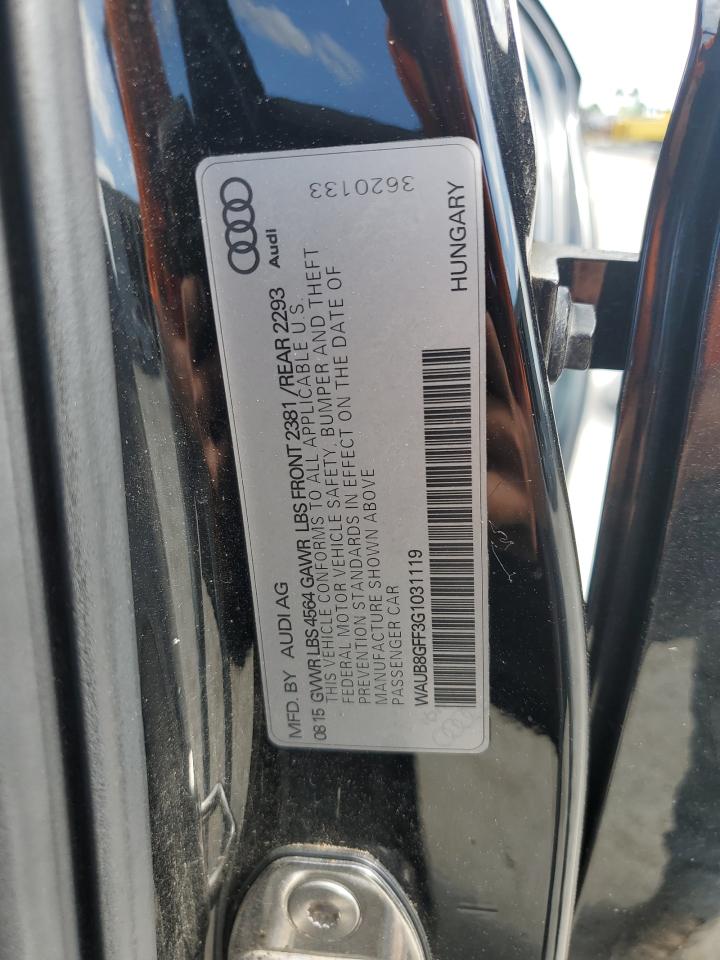 MFD. BY AUDI AG
08 15 GVWR LBS 4564 GAWR LBS FRONT 2381 /REAR 2293
THIS VEHICLE CONFORMS TO ALL APPLICABLE U.S.
FEDERAL MOTOR VEHICLE SAFETY, BUMPER AND THEFT
PREVENTION STANDARDS IN EFFECT ON THE DATE OF
MANUFACTURE SHOWN ABOVE
PASSENGER CAR
WAUB8GFF3G1031119
Audi
3620133
HUNGARY